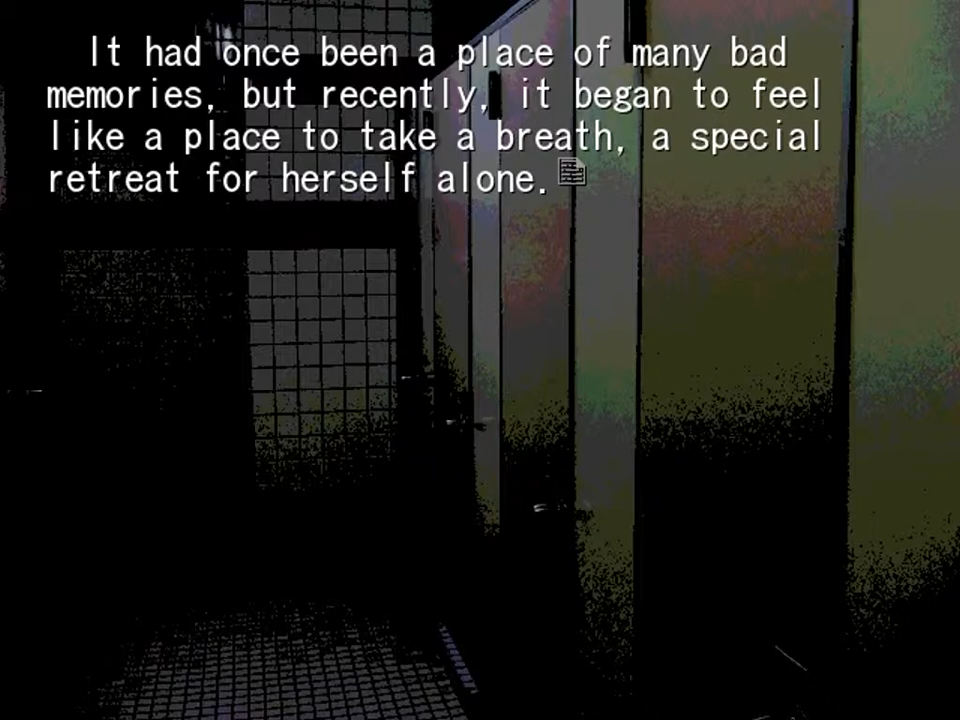 It had once been a place of many bad
memories, but recently, it began to feel
like a place to take a breath, a special
retreat for herself alone.